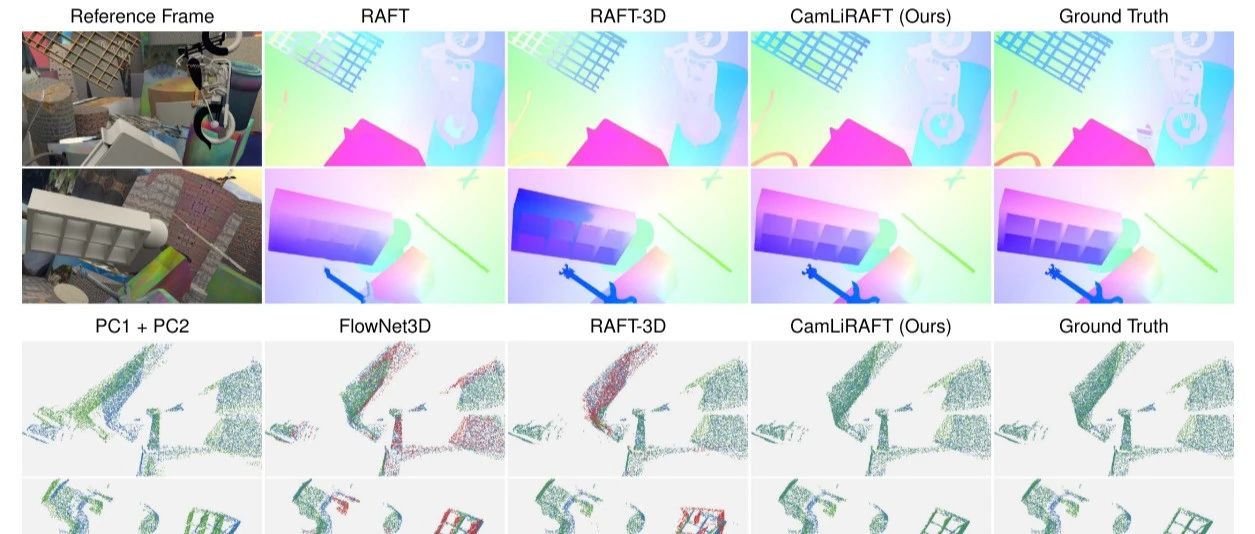 Reference Frame RAFT RAFT-3D CamLiRAFT (Ours) Ground Truth
PC1 + PC2 FlowNet3D RAFT-3D CamLiRAFT (Ours) Ground Truth